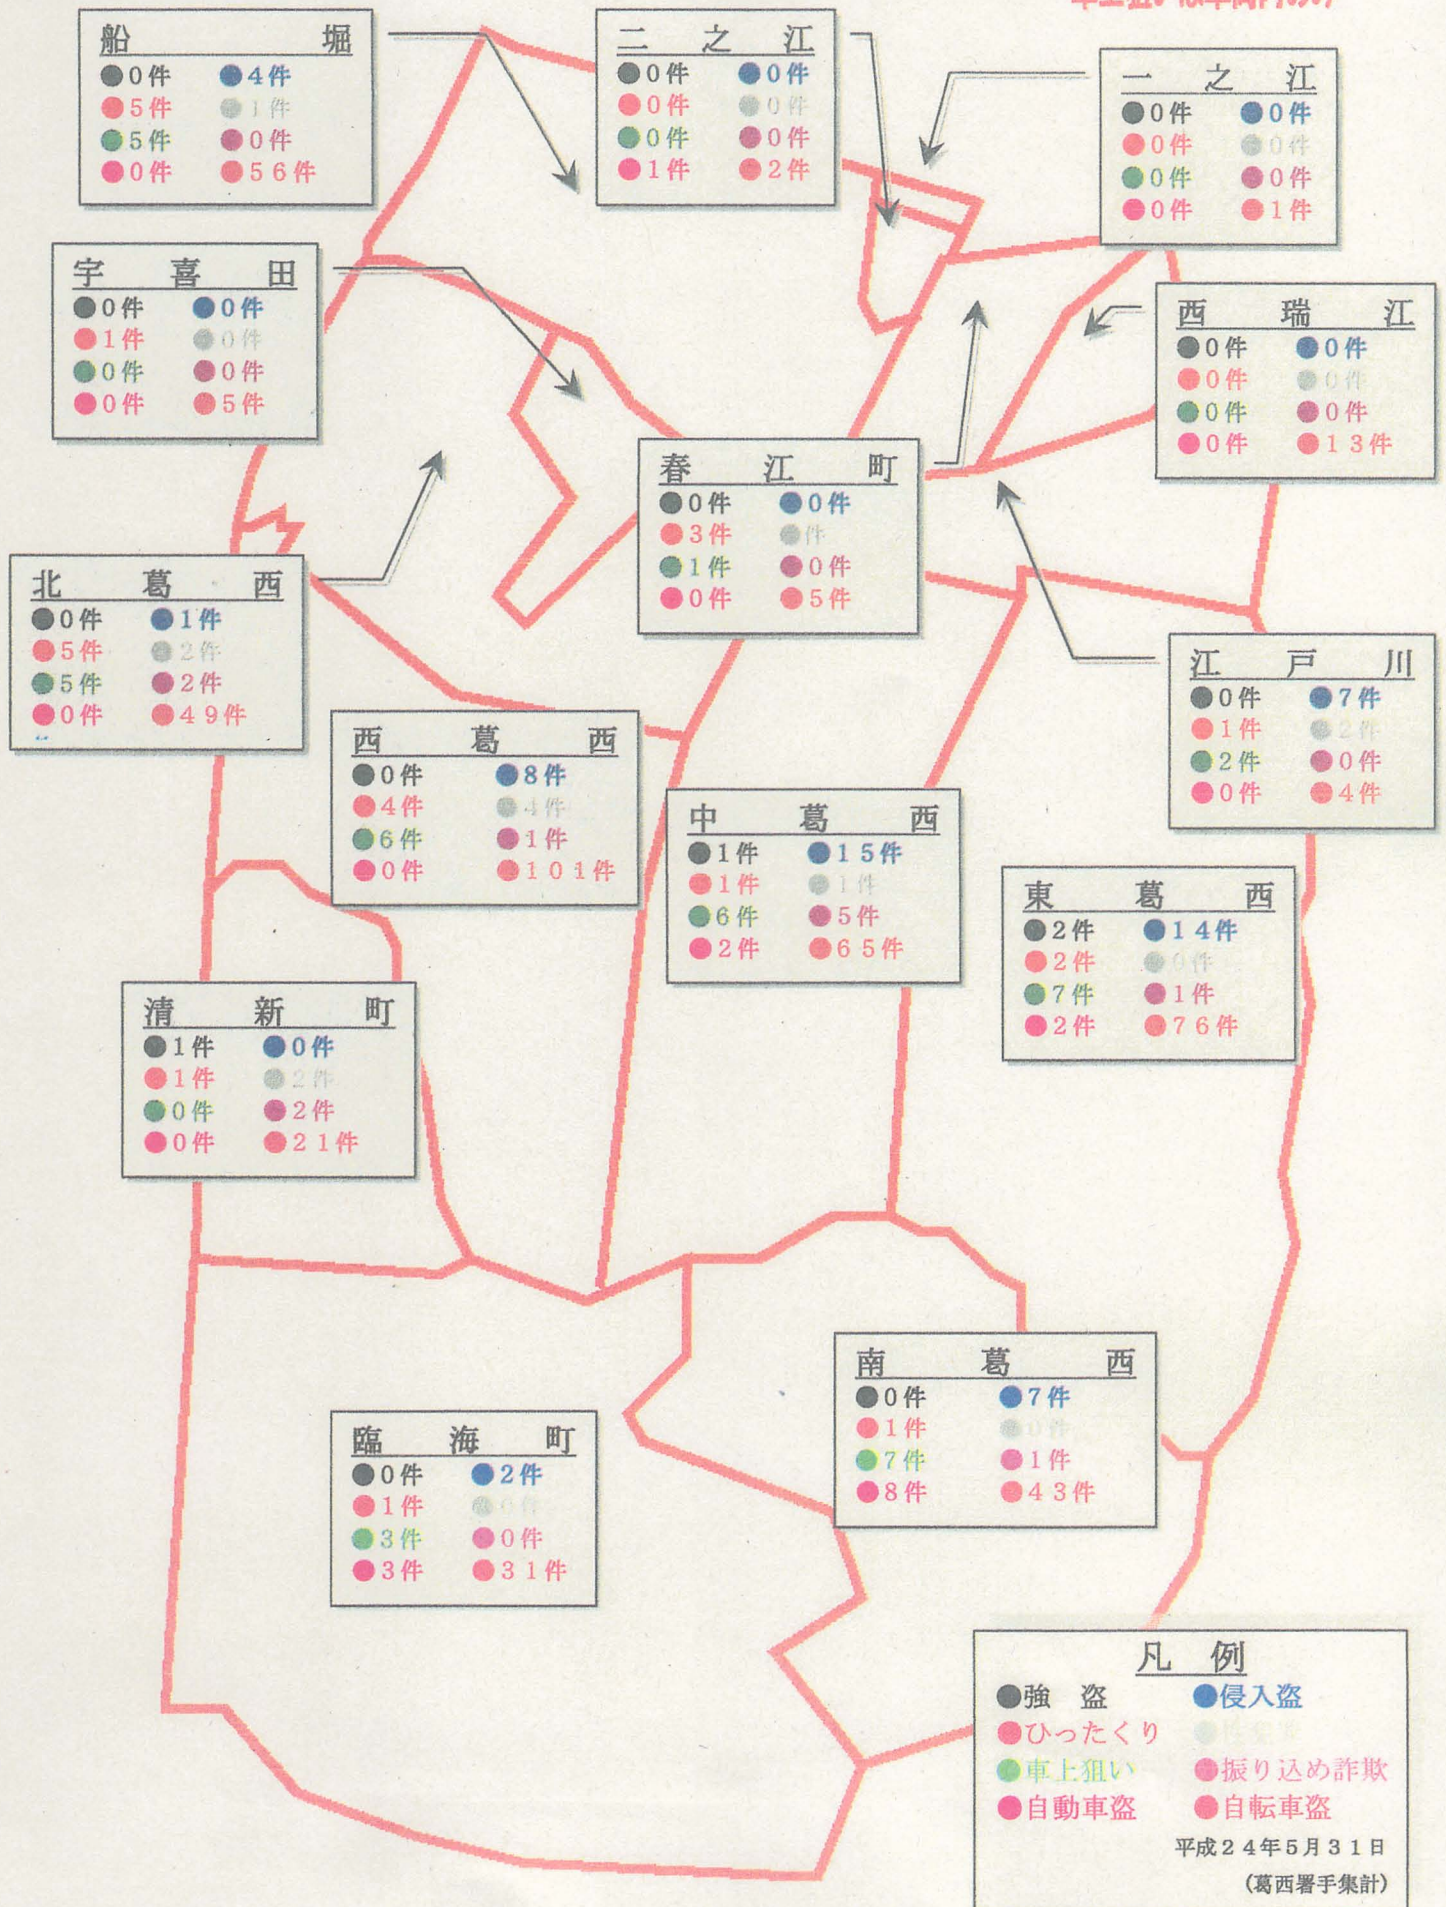 船堀
●0件 ●4件
●5件 ●1件
●5件 ●0件
●0件 ●56件
二之江
●0件 ●0件
●0件 ●0件
●0件 ●0件
●1件 ●2件
一之江
●0件 ●0件
●0件 ●0件
●0件 ●0件
●0件 ●1件
宇喜田
●0件 ●0件
●1件 ●0件
●0件 ●0件
●0件 ●5件
西瑞江
●0件 ●0件
●0件 ●0件
●0件 ●0件
●0件 ●13件
春江町
●0件 ●0件
●3件 ●件
●1件 ●0件
●0件 ●5件
北葛西
●0件 ●1件
●5件 ●2件
●5件 ●2件
●0件 ●49件
江戸川
●0件 ●7件
●1件 ●2件
●2件 ●0件
●0件 ●4件
西葛西
●0件 ●8件
●4件 ●4件
●6件 ●1件
●0件 ●101件
中葛西
●1件 ●15件
●1件 ●1件
●6件 ●5件
●2件 ●65件
東葛西
●2件 ●14件
●2件 ●0件
●7件 ●1件
●2件 ●76件
清新町
●1件 ●0件
●1件 ●2件
●0件 ●2件
●0件 ●21件
南葛西
●0件 ●7件
●1件 ●0件
●7件 ●1件
●8件 ●43件
臨海町
●0件 ●2件
●1件 ●0件
●3件 ●0件
●3件 ●31件
凡例
●強盗 ●侵入盗
●ひったくり
●車上狙い ●振り込め詐欺
●自動車盗 ●自転車盗
平成24年5月31日
(葛西署手集計)